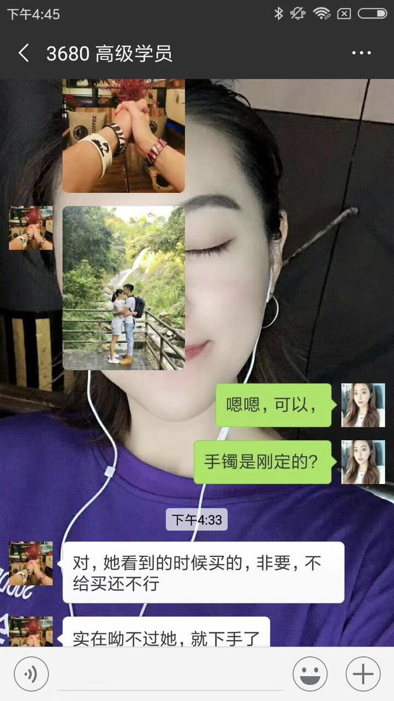 下午4:45
3680 高级学员
嗯嗯，可以，
手镯是刚定的?
下午4:33
对，她看到的时候买的，非要，不
给买还不行
实在呦不过她，就下手了